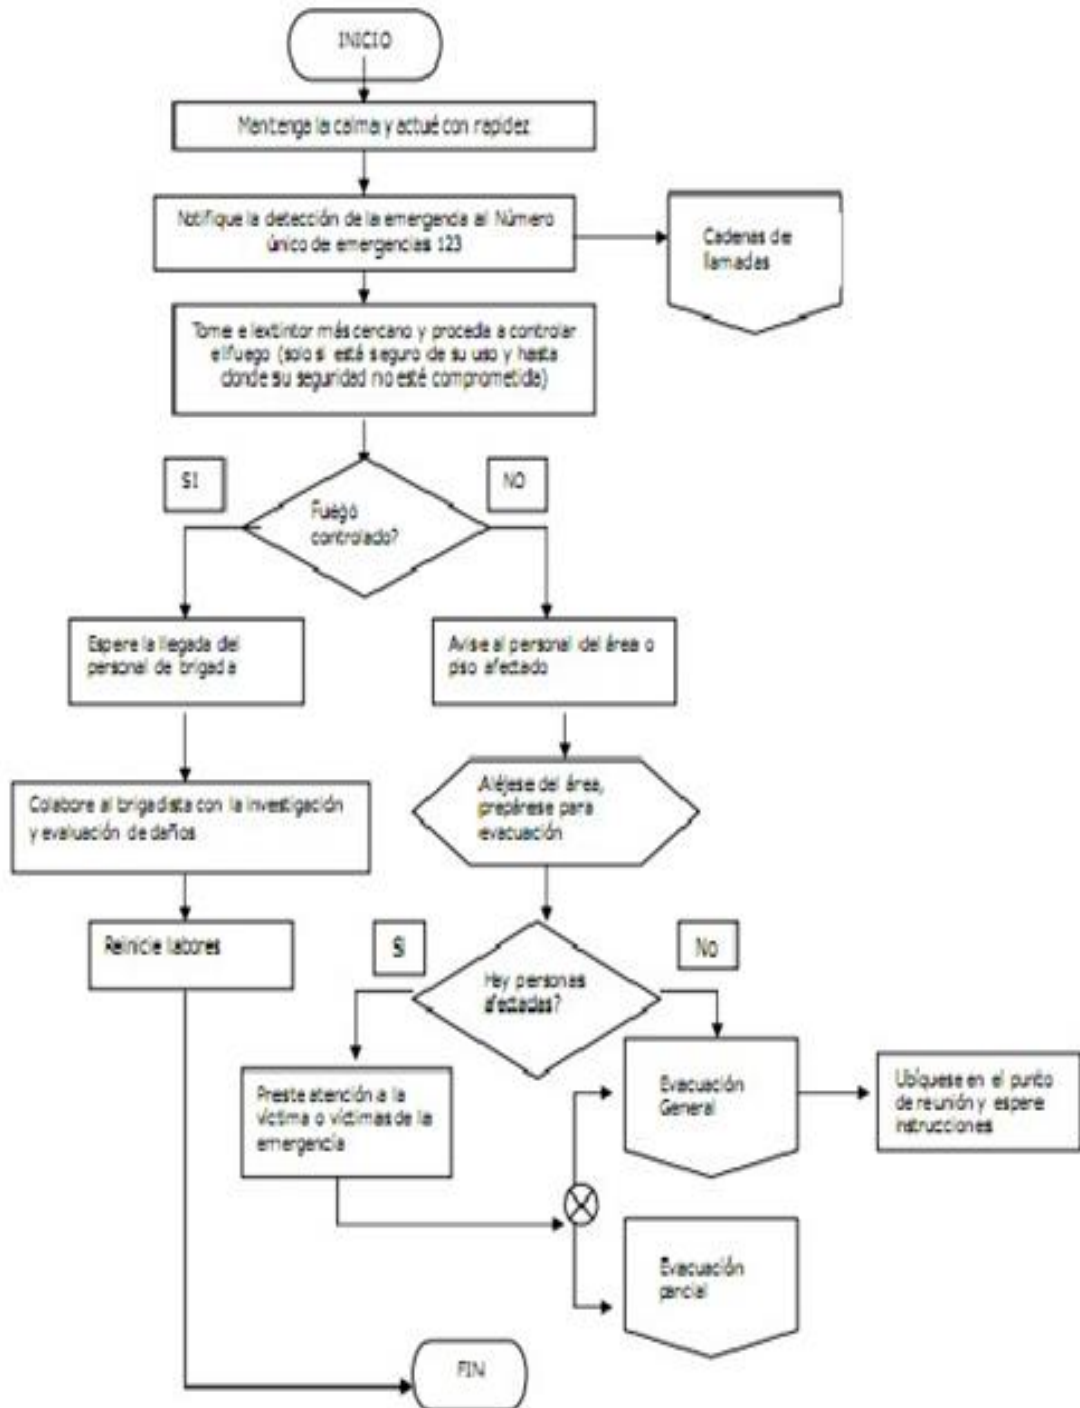 INICIO
Mantenga la calma y actué con rapidez
Notifique la detección de la emergenda al Número
único de emergencias 123
Cadenas de
llamadas
Tome e lextintor más cercano y proceda a controlar
el fuego (solo si está seguro de su uso y hasta
donde su seguridad no esté comprometida)
SI
NO
Fuego
controlado?
Espere la llegada del
personal de brigada
Avise al personal del área o
piso afectado
Colabore al brigadista con la investigación
y evaluación de daños
Aléjese del área,
prepárese para
evacuación
Reinicie labores
SI
No
Hay personas
afectadas?
Preste atención a la
víctima o víctimas de la
emergencia
Evacuación
General
Ubíquese en el punto
de reunión y espere
instrucciones
Evacuación
parcial
FIN